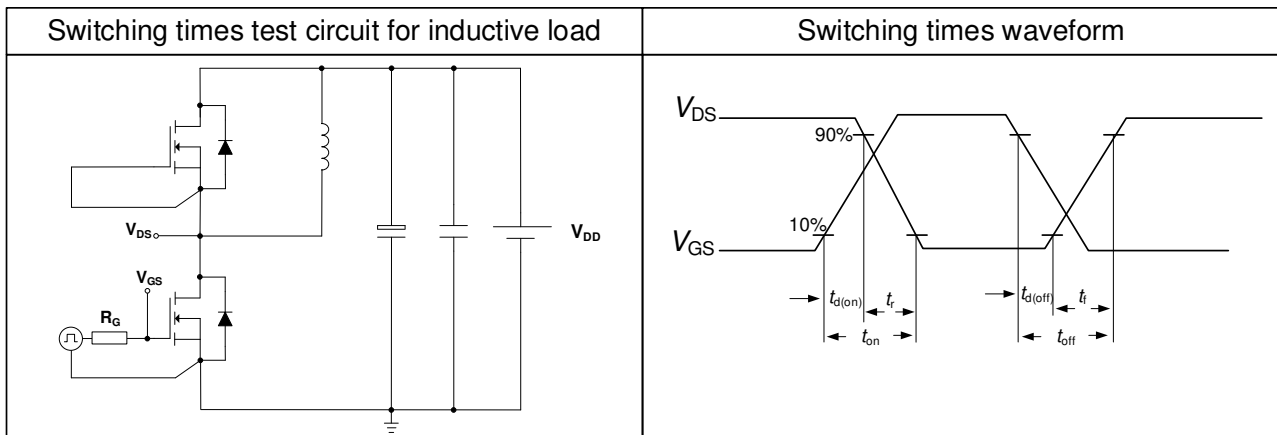 Switching times test circuit for inductive load
Switching times waveform
VDS
VGS
RG
VDD
VDS
90%
10%
VGS
td(on)
tr
ton
td(off)
tf
toff